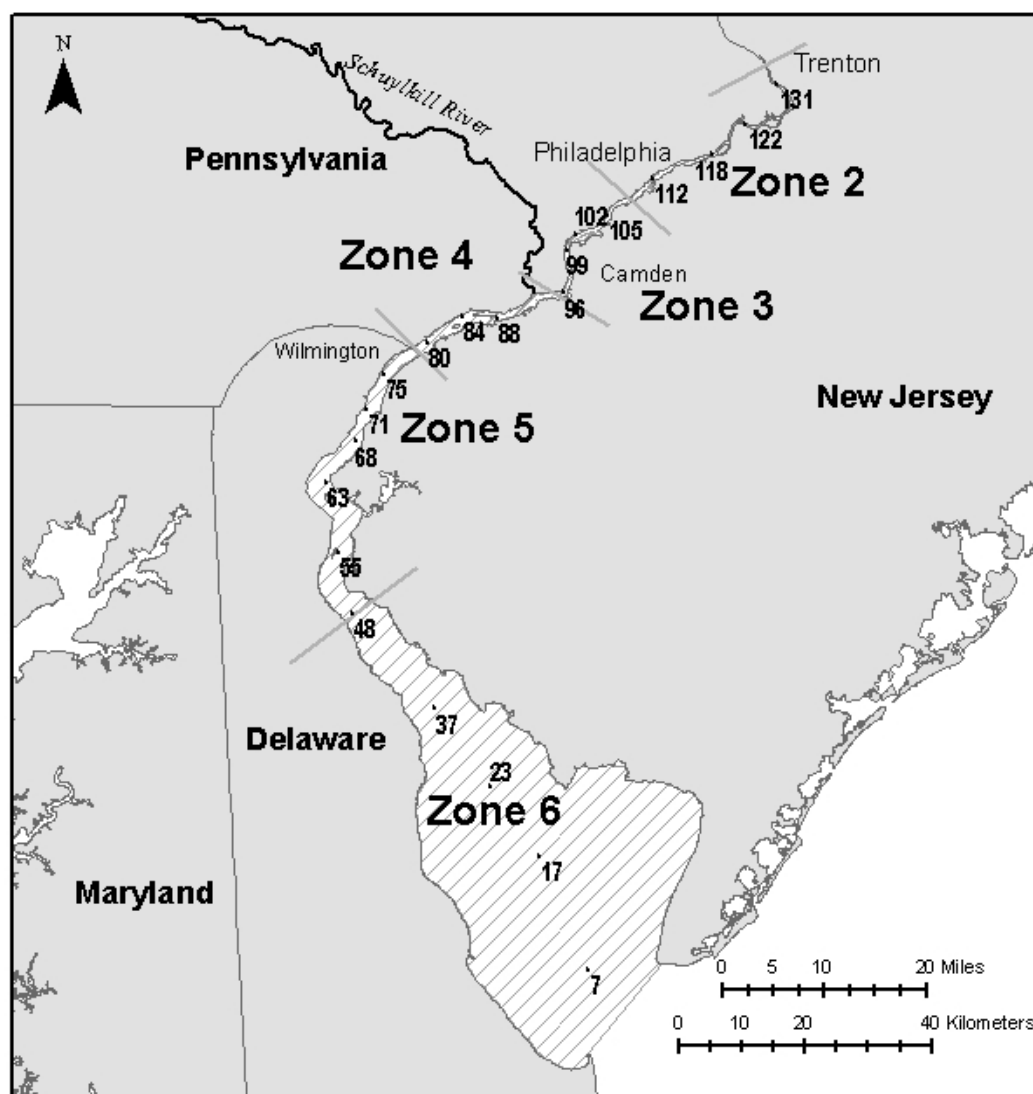 N
Schuylkill River
Trenton
131
122
Pennsylvania
Philadelphia
118
Zone 2
112
102
105
Zone 4
99
Camden
96
Zone 3
84
88
80
Wilmington
75
New Jersey
71
Zone 5
68
63
55
48
37
Delaware
23
Zone 6
17
Maryland
0 5 10 20 Miles
7
0 10 20 40 Kilometers